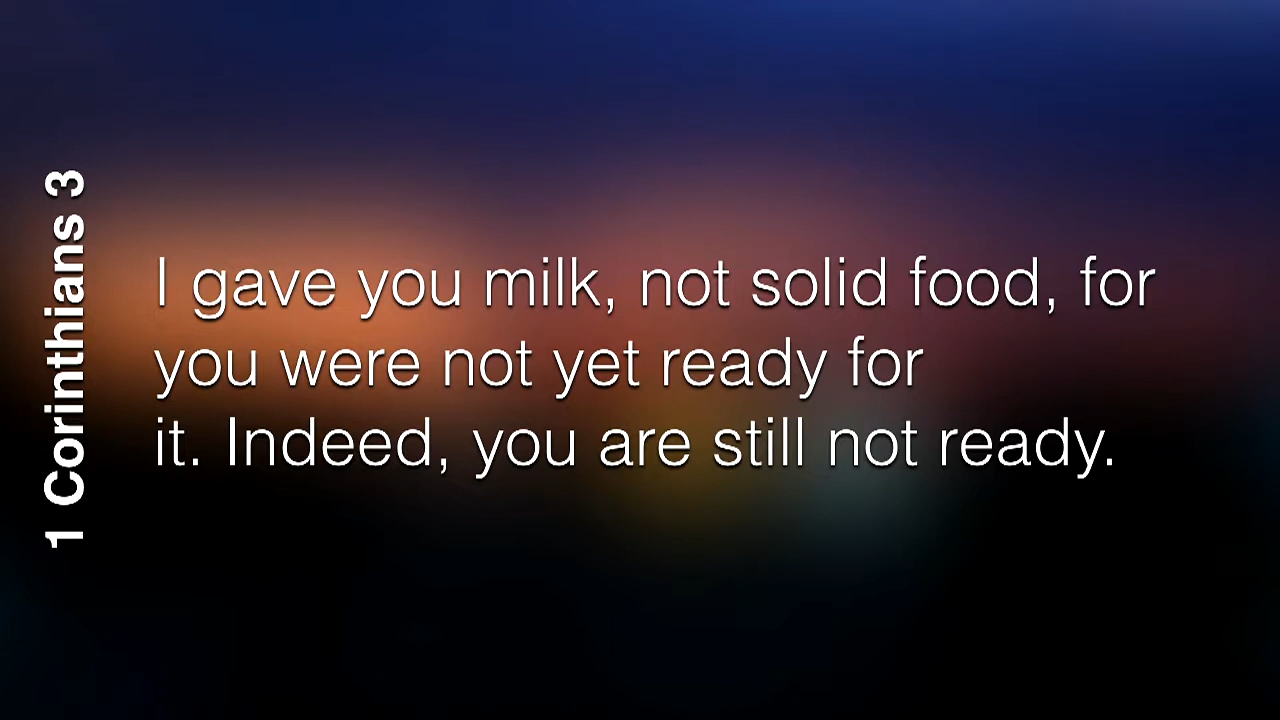 1 Corinthians 3
I gave you milk, not solid food, for
you were not yet ready for
it. Indeed, you are still not ready.